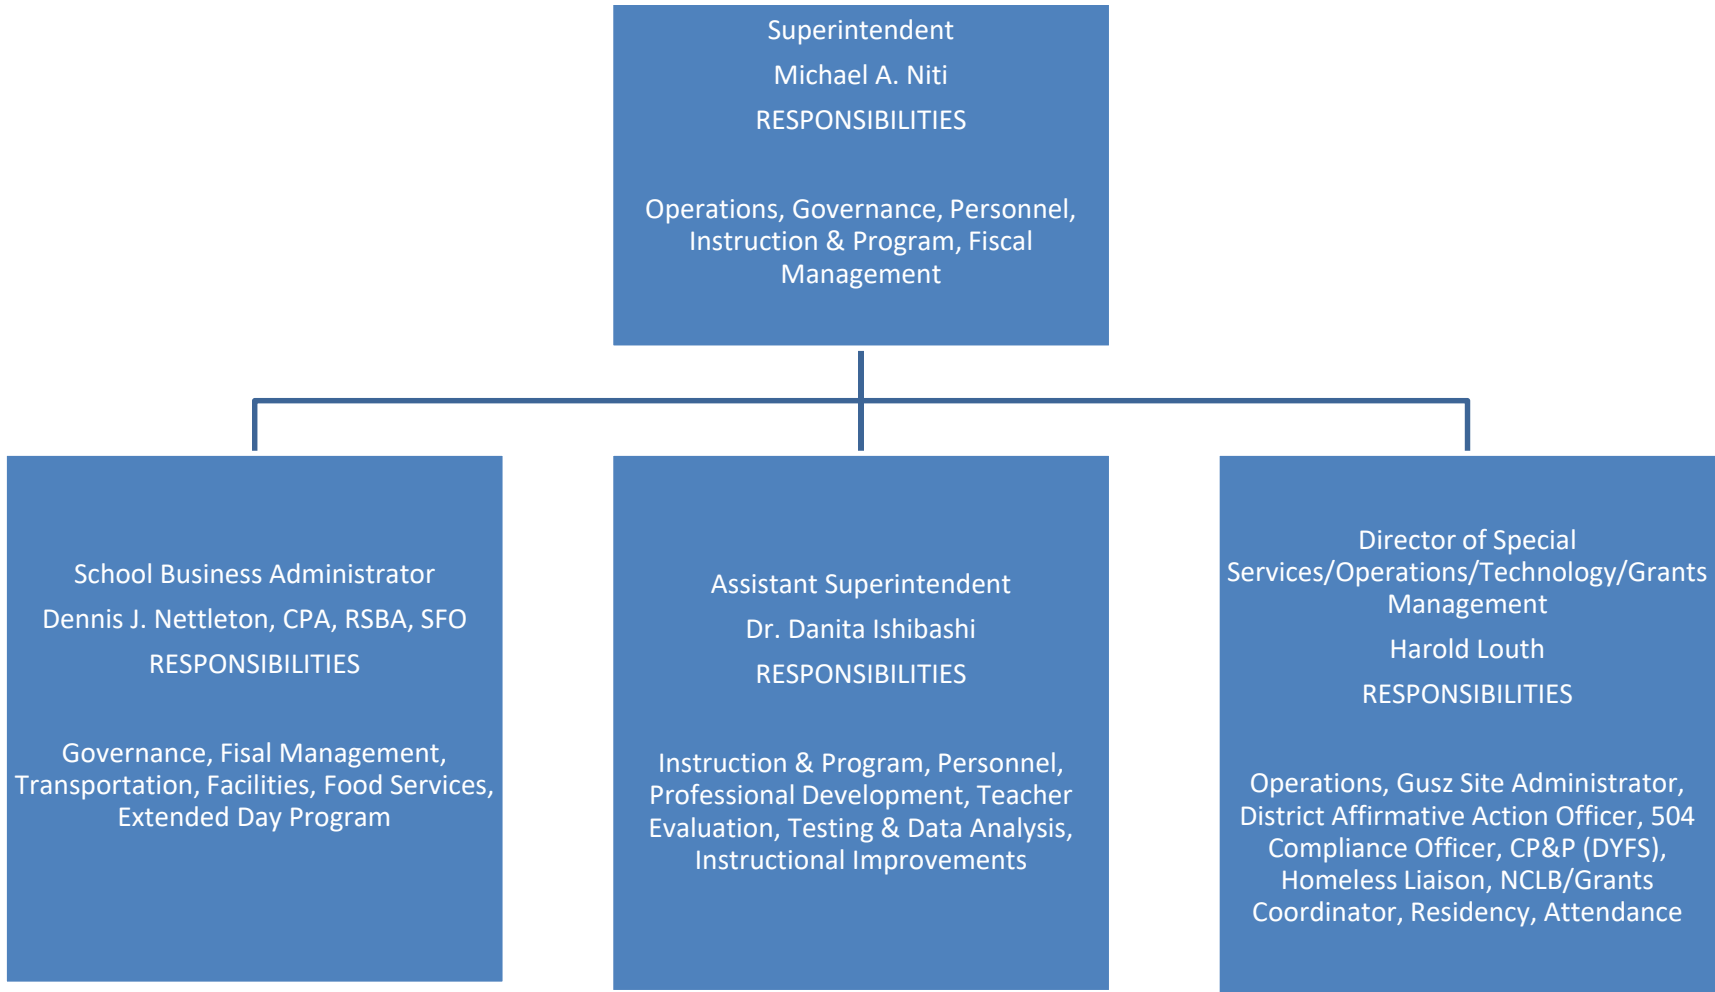 Superintendent
Michael A. Niti
RESPONSIBILITIES
Operations, Governance, Personnel,
Instruction & Program, Fiscal
Management
School Business Administrator
Dennis J. Nettleton, CPA, RSBA, SFO
RESPONSIBILITIES
Governance, Fisal Management,
Transportation, Facilities, Food Services,
Extended Day Program
Assistant Superintendent
Dr. Danita Ishibashi
RESPONSIBILITIES
Instruction & Program, Personnel,
Professional Development, Teacher
Evaluation, Testing & Data Analysis,
Instructional Improvements
Director of Special
Services/Operations/Technology/Grants
Management
Harold Louth
RESPONSIBILITIES
Operations, Gusz Site Administrator,
District Affirmative Action Officer, 504
Compliance Officer, CP&P (DYFS),
Homeless Liaison, NCLB/Grants
Coordinator, Residency, Attendance